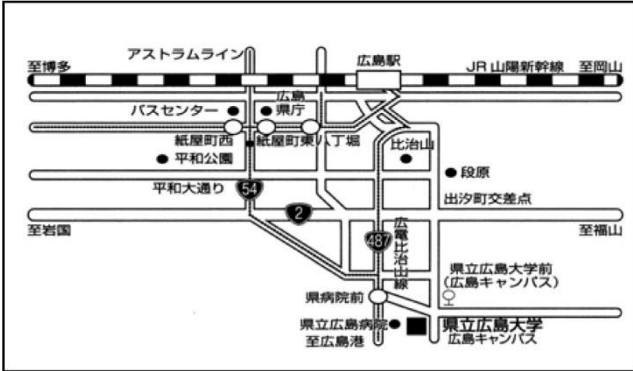 アストラムライン
広島駅
至博多
JR 山陽新幹線 至岡山
バスセンター
広島
県庁
紙屋町西
紙屋町東
八丁堀
比治山
平和公園
段原
平和大通り
54
出汐町交差点
2
至岩国
至福山
487
広電比治山線
県立広島大学前
(広島キャンパス)
県病院前
県立広島病院
県立広島大学
至広島港
広島キャンパス